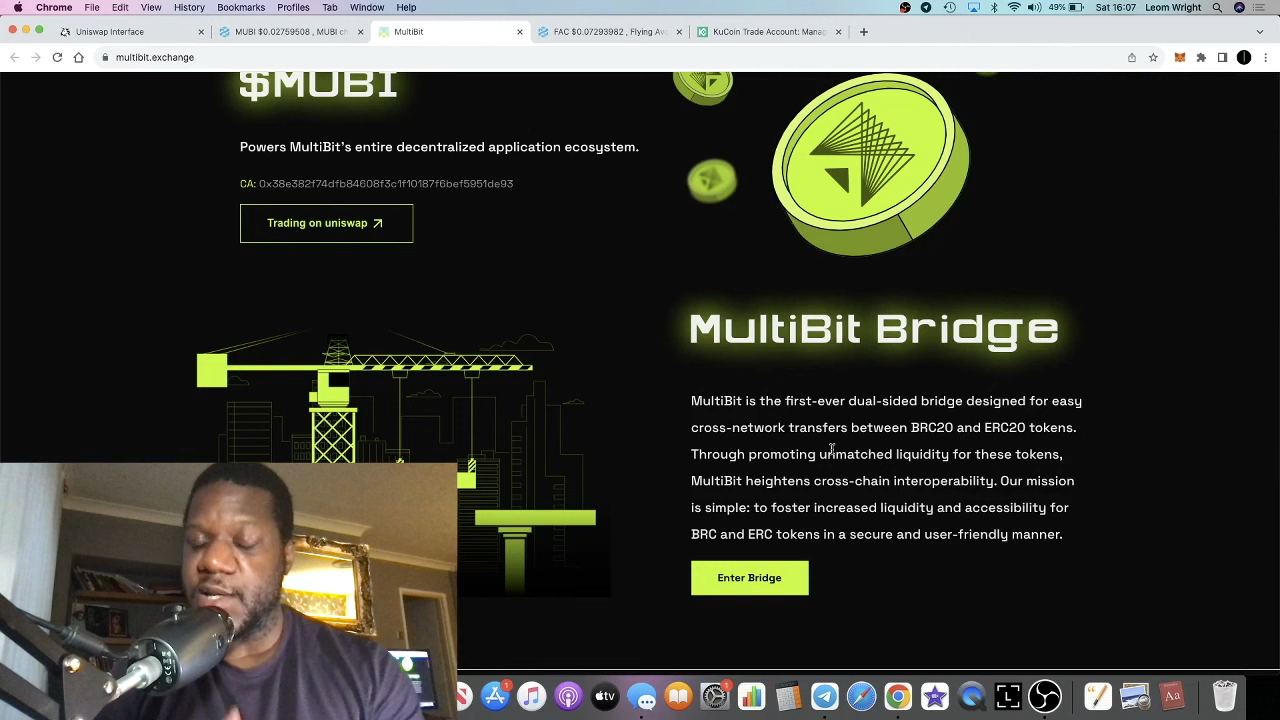 Chrome File Edit View History Bookmarks Profiles Tab Window Help 49% Sat 16:07 Leom Wright
Uniswap Interface MUBI $0.02759508 , MUBI ch MultiBit FAC $0.07293982 , Flying Avo KuCoin Trade Account: Manag
multibit.exchange
$MUBI
Powers MultiBit's entire decentralized application ecosystem.
CA: 0x38e382f74dfb84608f3c1f10187f6bef5951de93
Trading on uniswap
MultiBit Bridge
MultiBit is the first-ever dual-sided bridge designed for easy
cross-network transfers between BRC20 and ERC20 tokens.
Through promoting unmatched liquidity for these tokens,
MultiBit heightens cross-chain interoperability. Our mission
is simple: to foster increased liquidity and accessibility for
BRC and ERC tokens in a secure and user-friendly manner.
Enter Bridge
tv
Aa